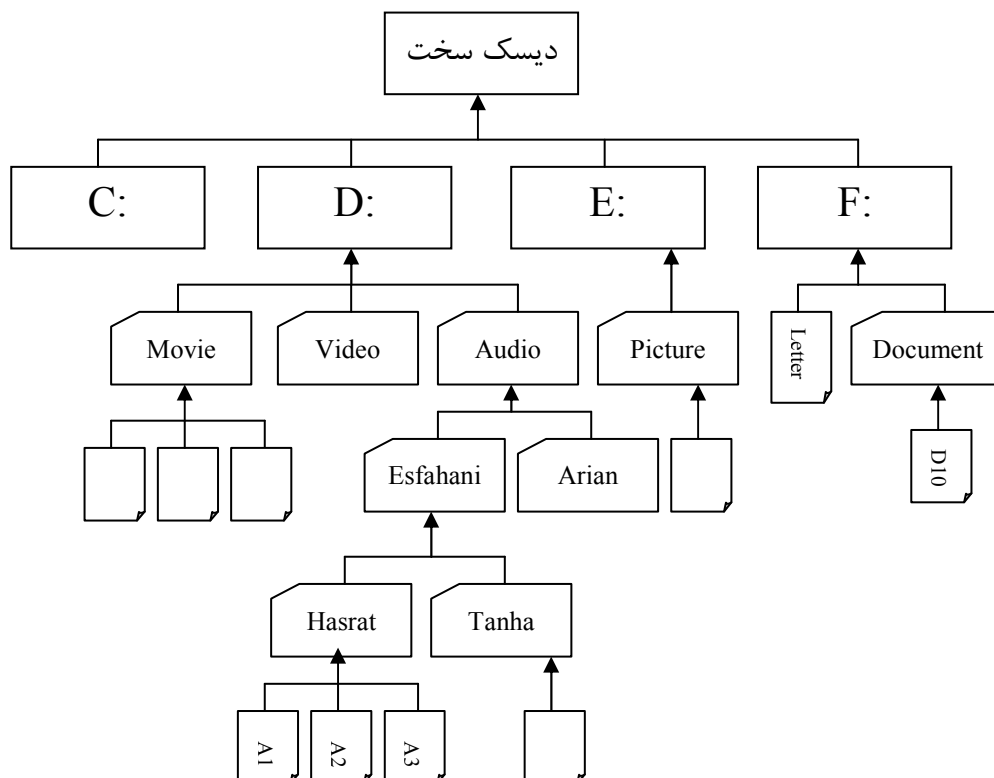 دیسک سخت
C: D: E: F:
Movie Video Audio Picture Letter Document
Esfahani Arian D10
Hasrat Tanha
A1 A2 A3